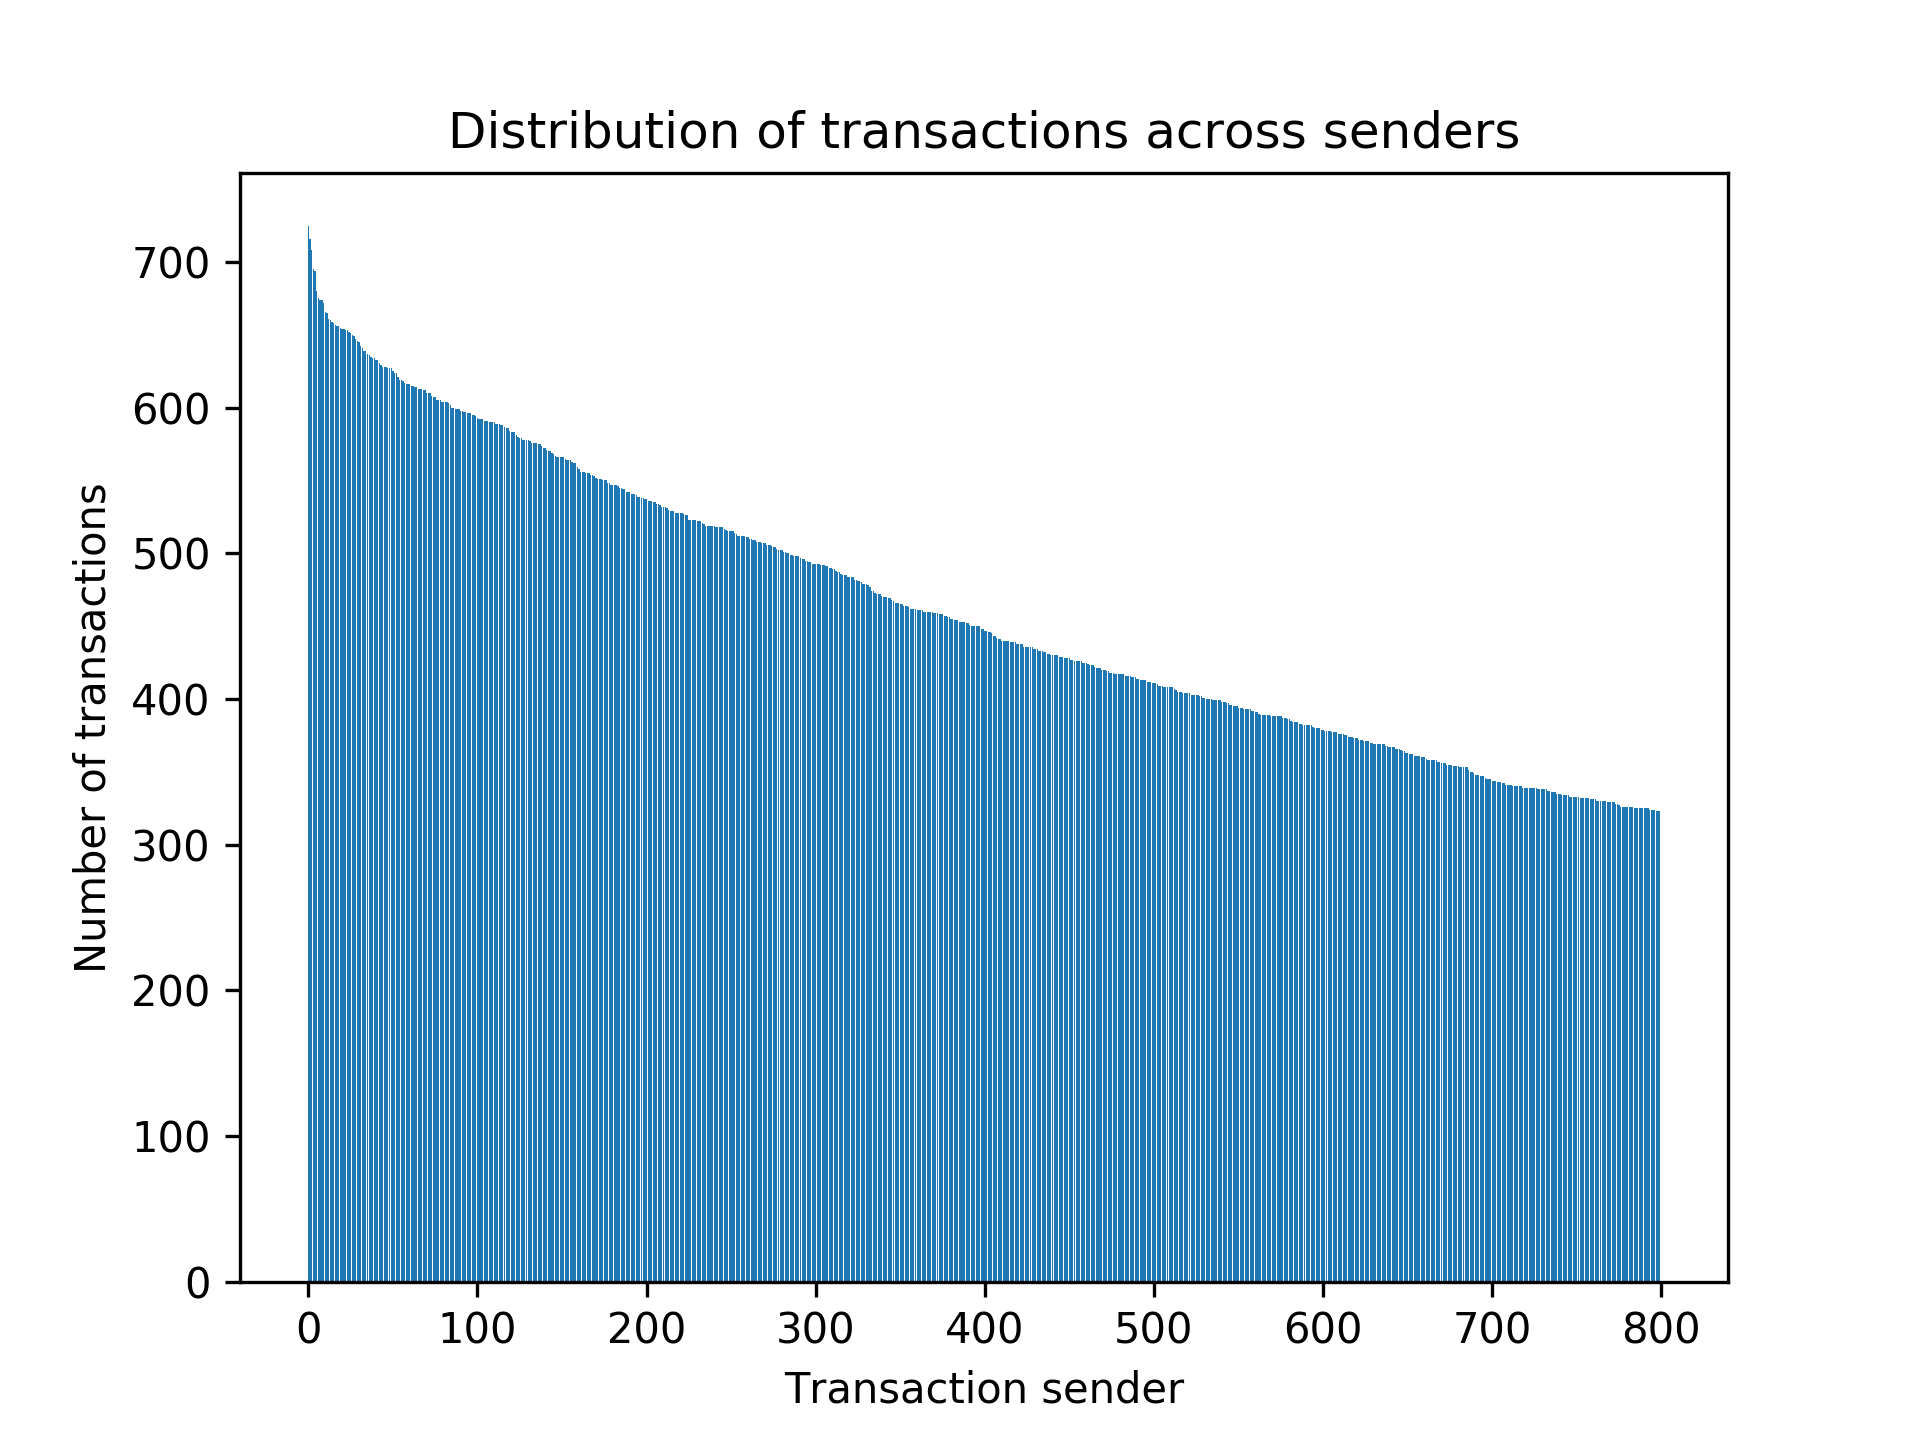 Distribution of transactions across senders
Number of transactions
700
600
500
400
300
200
100
0
0 100 200 300 400 500 600 700 800
Transaction sender